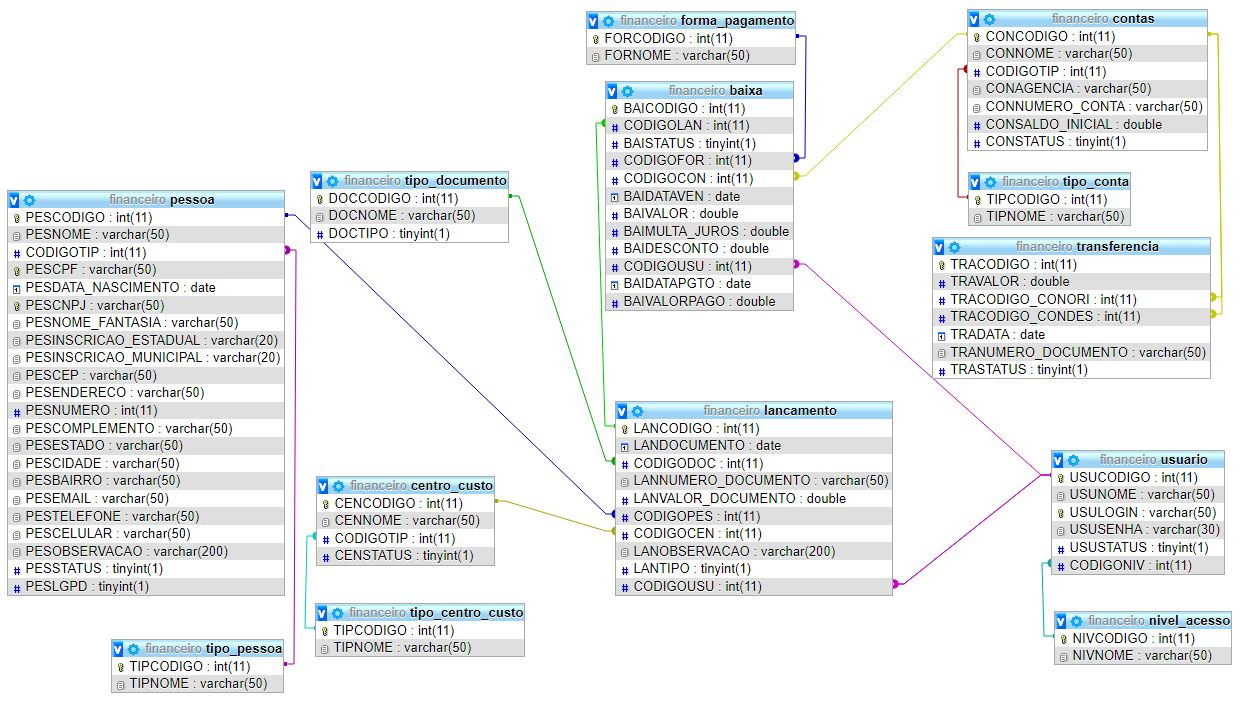 financeiro forma_pagamento
FORCODIGO : int(11)
FORNOME : varchar(50)
financeiro contas
CONCODIGO : int(11)
CONNOME : varchar(50)
CODIGOTIP : int(11)
CONAGENCIA : varchar(50)
CONNUMERO_CONTA : varchar(50)
CONSALDO_INICIAL : double
CONSTATUS : tinyint(1)
financeiro baixa
BAICODIGO : int(11)
CODIGOLAN : int(11)
BAISTATUS : tinyint(1)
CODIGOFOR : int(11)
CODIGOCON : int(11)
BAIDATAVEN : date
BAIVALOR : double
BAIMULTA_JUROS : double
BAIDESCONTO : double
CODIGOUSU : int(11)
BAIDATAPGTO : date
BAIVALORPAGO : double
financeiro tipo_documento
DOCCODIGO : int(11)
DOCNOME : varchar(50)
DOCTIPO : tinyint(1)
financeiro tipo_conta
TIPCODIGO : int(11)
TIPNOME : varchar(50)
financeiro pessoa
PESCODIGO : int(11)
PESNOME : varchar(50)
CODIGOTIP : int(11)
PESCPF : varchar(50)
PESDATA_NASCIMENTO : date
PESCNPJ : varchar(50)
PESNOME_FANTASIA : varchar(50)
PESINSCRICAO_ESTADUAL : varchar(20)
PESINSCRICAO_MUNICIPAL : varchar(20)
PESCEP : varchar(50)
PESENDERECO : varchar(50)
PESNUMERO : int(11)
PESCOMPLEMENTO : varchar(50)
PESESTADO : varchar(50)
PESCIDADE : varchar(50)
PESBAIRRO : varchar(50)
PESEMAIL : varchar(50)
PESTELEFONE : varchar(50)
PESCELULAR : varchar(50)
PESOBSERVACAO : varchar(200)
PESSTATUS : tinyint(1)
PESLGPD : tinyint(1)
financeiro transferencia
TRACODIGO : int(11)
TRAVALOR : double
TRACODIGO_CONORI : int(11)
TRACODIGO_CONDES : int(11)
TRADATA : date
TRANUMERO_DOCUMENTO : varchar(50)
TRASTATUS : tinyint(1)
financeiro lancamento
LANCODIGO : int(11)
LANDOCUMENTO : date
CODIGODOC : int(11)
LANNUMERO_DOCUMENTO : varchar(50)
LANVALOR_DOCUMENTO : double
CODIGOPES : int(11)
CODIGOCEN : int(11)
LANOBSERVACAO : varchar(200)
LANTIPO : tinyint(1)
CODIGOUSU : int(11)
financeiro usuario
USUCODIGO : int(11)
USUNOME : varchar(50)
USULOGIN : varchar(50)
USUSENHA : varchar(30)
USUSTATUS : tinyint(1)
CODIGONIV : int(11)
financeiro centro_custo
CENCODIGO : int(11)
CENNOME : varchar(50)
CODIGOTIP : int(11)
CENSTATUS : tinyint(1)
financeiro tipo_centro_custo
TIPCODIGO : int(11)
TIPNOME : varchar(50)
financeiro nivel_acesso
NIVCODIGO : int(11)
NIVNOME : varchar(50)
financeiro tipo_pessoa
TIPCODIGO : int(11)
TIPNOME : varchar(50)